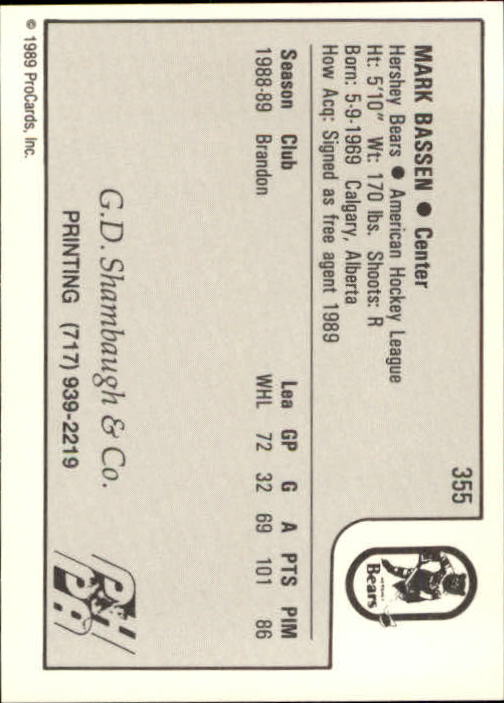 355
MARK BASSEN ● Center
Hershey Bears ● American Hockey League
Ht: 5'10" Wt: 170 lbs. Shoots: R
Born: 5-9-1969 Calgary, Alberta
How Acq: Signed as free agent 1989
Bears
Season Club Lea GP G A PTS PIM
1988-89 Brandon WHL 72 32 69 101 86
G.D. Shambaugh & Co.
PRINTING (717) 939-2219
© 1989 ProCards, Inc.